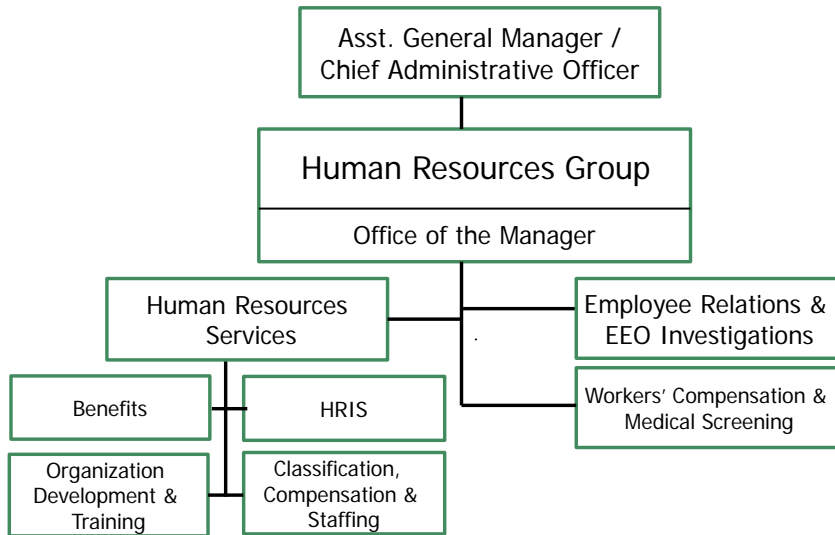 Asst. General Manager /
Chief Administrative Officer
Human Resources Group
Office of the Manager
Human Resources
Services
Employee Relations &
EEO Investigations
Benefits
HRIS
Workers’ Compensation &
Medical Screening
Organization
Development &
Training
Classification,
Compensation &
Staffing